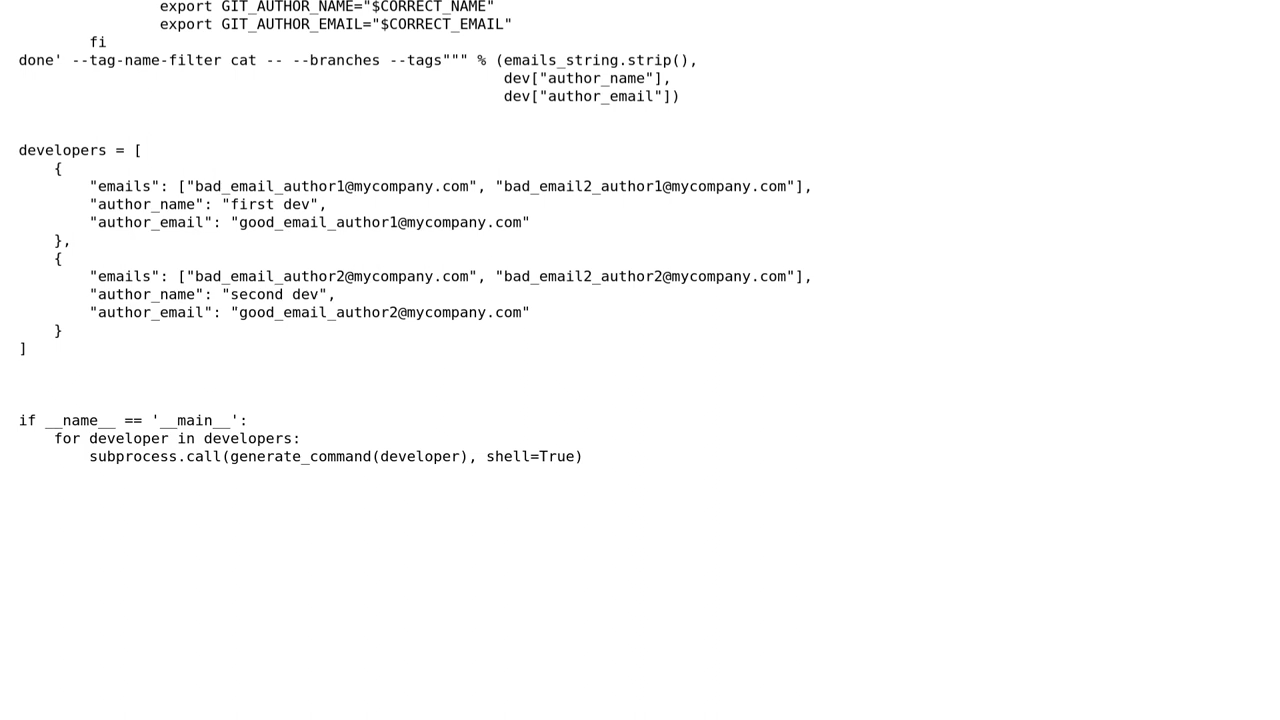 export GIT_AUTHOR_NAME="$CORRECT_NAME"
                export GIT_AUTHOR_EMAIL="$CORRECT_EMAIL"
        fi
done' --tag-name-filter cat -- --branches --tags""" % (emails_string.strip(),
                                                       dev["author_name"],
                                                       dev["author_email"])
developers = [
    {
        "emails": ["bad_email_author1@mycompany.com", "bad_email2_author1@mycompany.com"],
        "author_name": "first dev",
        "author_email": "good_email_author1@mycompany.com"
    },
    {
        "emails": ["bad_email_author2@mycompany.com", "bad_email2_author2@mycompany.com"],
        "author_name": "second dev",
        "author_email": "good_email_author2@mycompany.com"
    }
]
if __name__ == '__main__':
    for developer in developers:
        subprocess.call(generate_command(developer), shell=True)